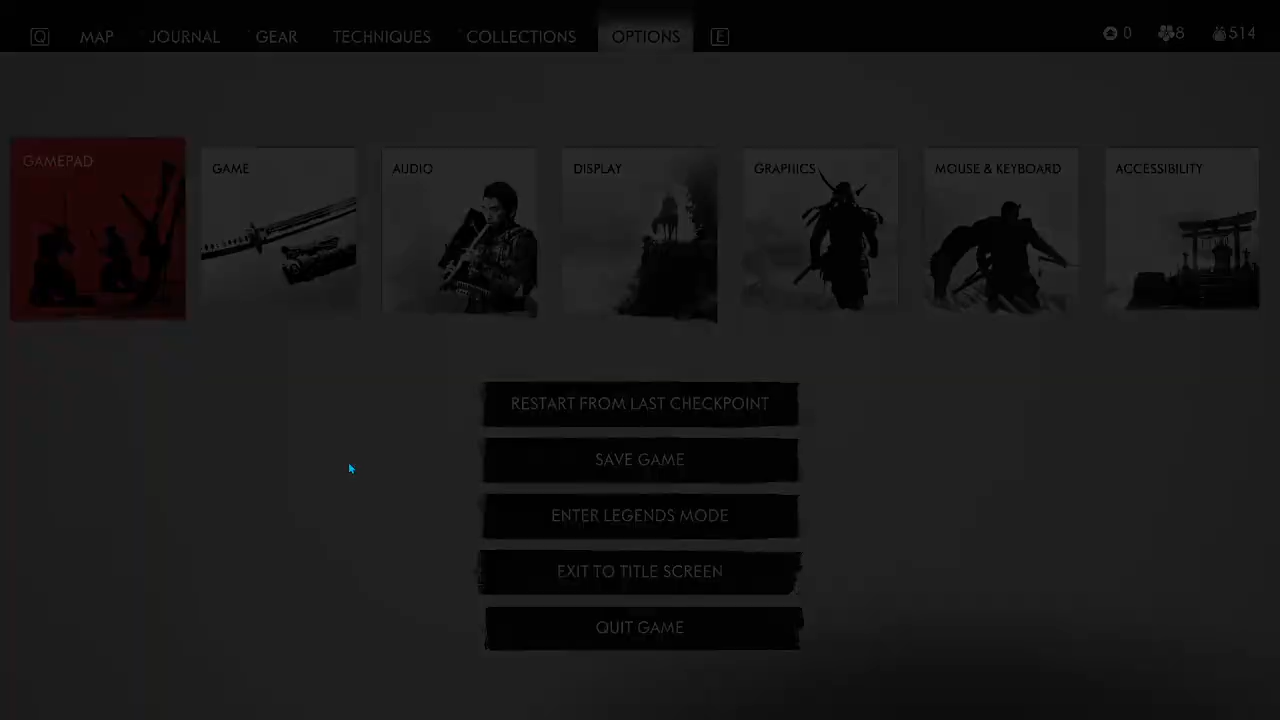 Q MAP JOURNAL GEAR TECHNIQUES COLLECTIONS OPTIONS E 0 8 514
GAMEPAD
GAME AUDIO DISPLAY GRAPHICS MOUSE & KEYBOARD ACCESSIBILITY
RESTART FROM LAST CHECKPOINT
SAVE GAME
ENTER LEGENDS MODE
EXIT TO TITLE SCREEN
QUIT GAME